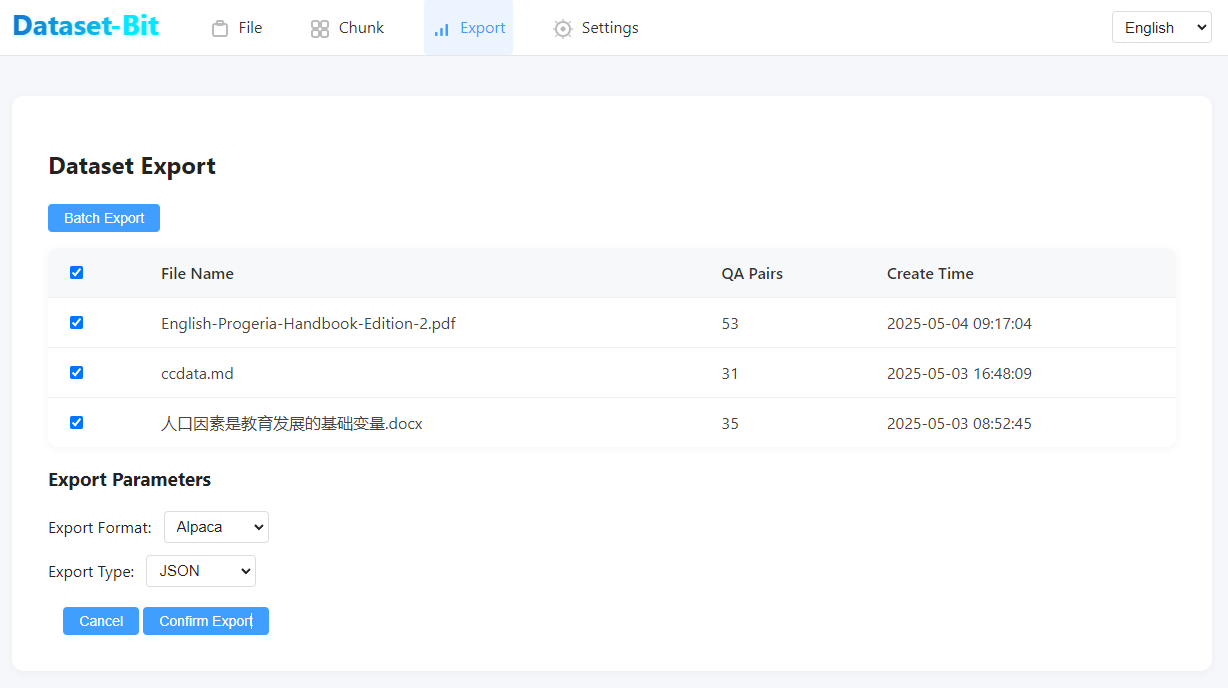 Dataset-Bit File Chunk Export Settings English
Dataset Export
Batch Export
File Name QA Pairs Create Time
English-Progeria-Handbook-Edition-2.pdf 53 2025-05-04 09:17:04
ccdata.md 31 2025-05-03 16:48:09
人口因素是教育发展的基础变量.docx 35 2025-05-03 08:52:45
Export Parameters
Export Format: Alpaca
Export Type: JSON
Cancel Confirm Export